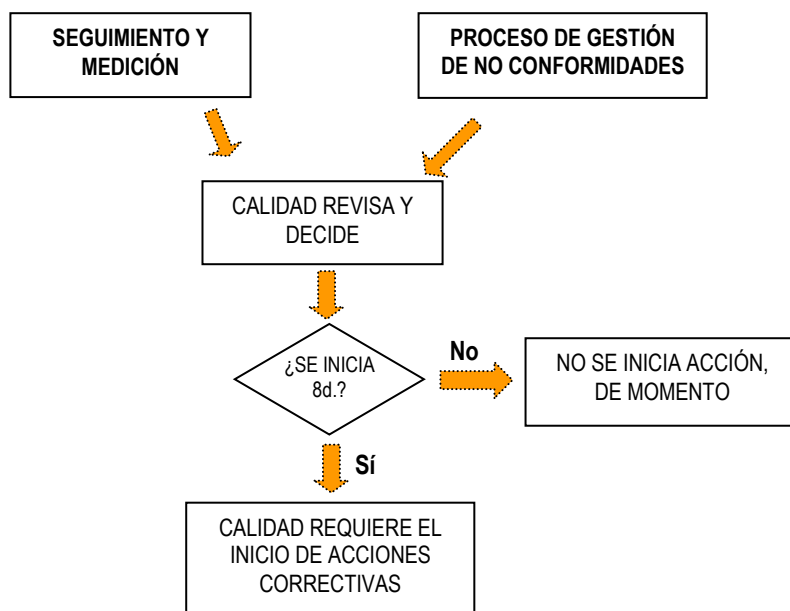 SEGUIMIENTO Y
MEDICIÓN
PROCESO DE GESTIÓN
DE NO CONFORMIDADES
CALIDAD REVISA Y
DECIDE
¿SE INICIA
8d.?
No
NO SE INICIA ACCIÓN,
DE MOMENTO
Sí
CALIDAD REQUIERE EL
INICIO DE ACCIONES
CORRECTIVAS